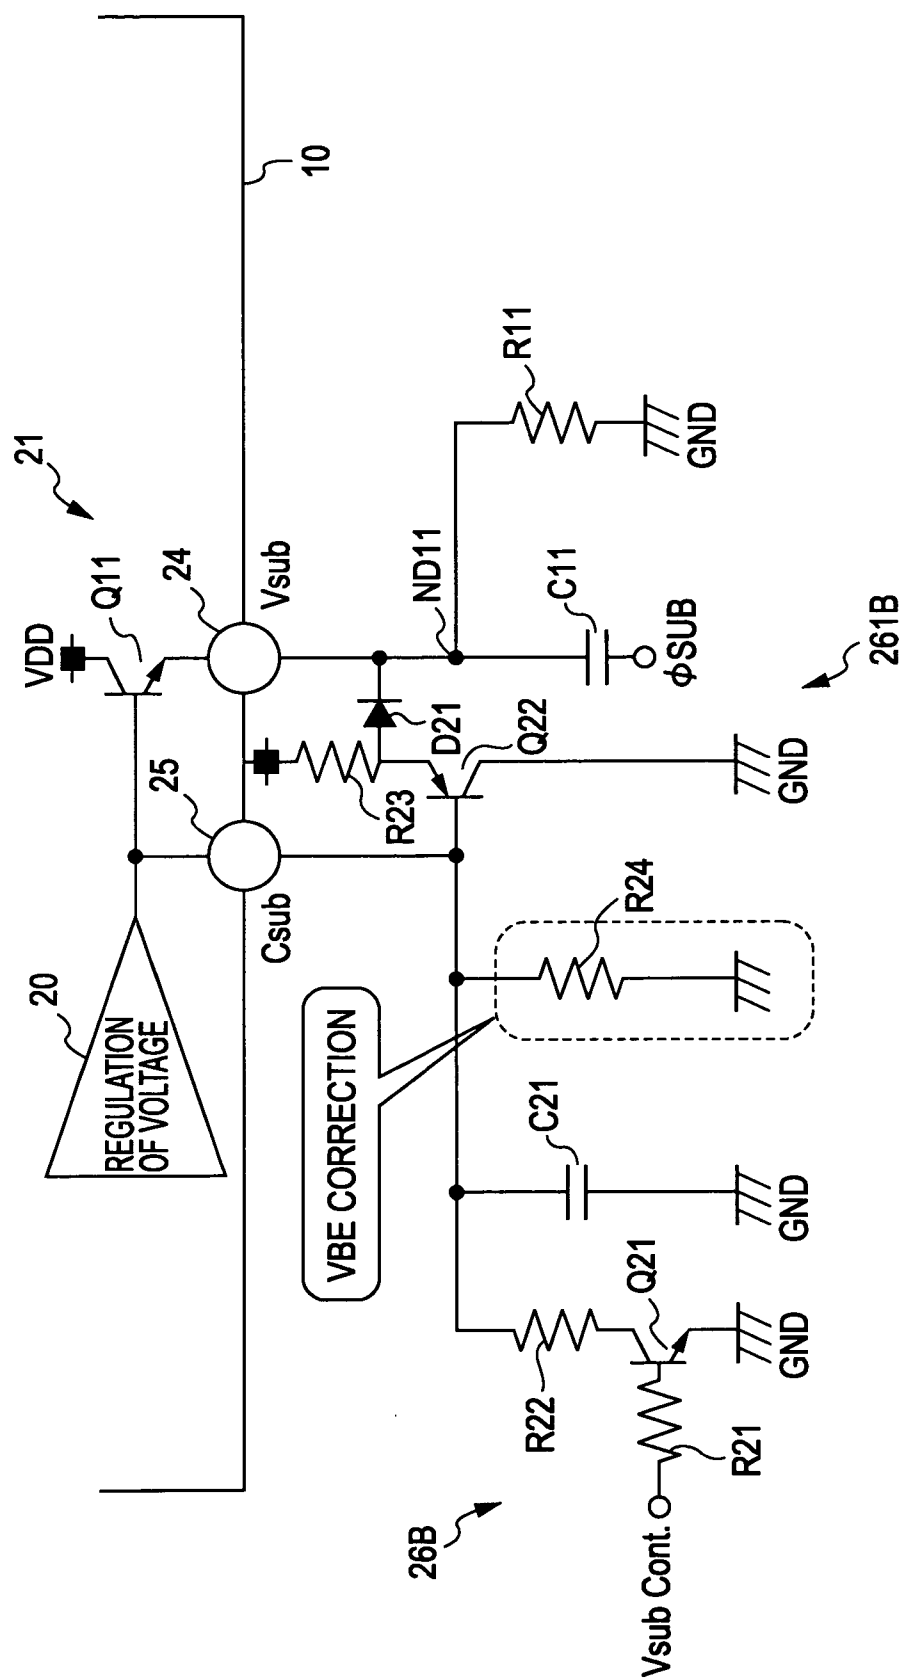 21
10
VDD
Q11
24
Vsub
20
REGULATION
OF VOLTAGE
25
Csub
R23
D21
Q22
ND11
R11
GND
C11
ϕSUB
261B
GND
VBE CORRECTION
R24
C21
GND
R22
Q21
GND
R21
Vsub Cont.
26B